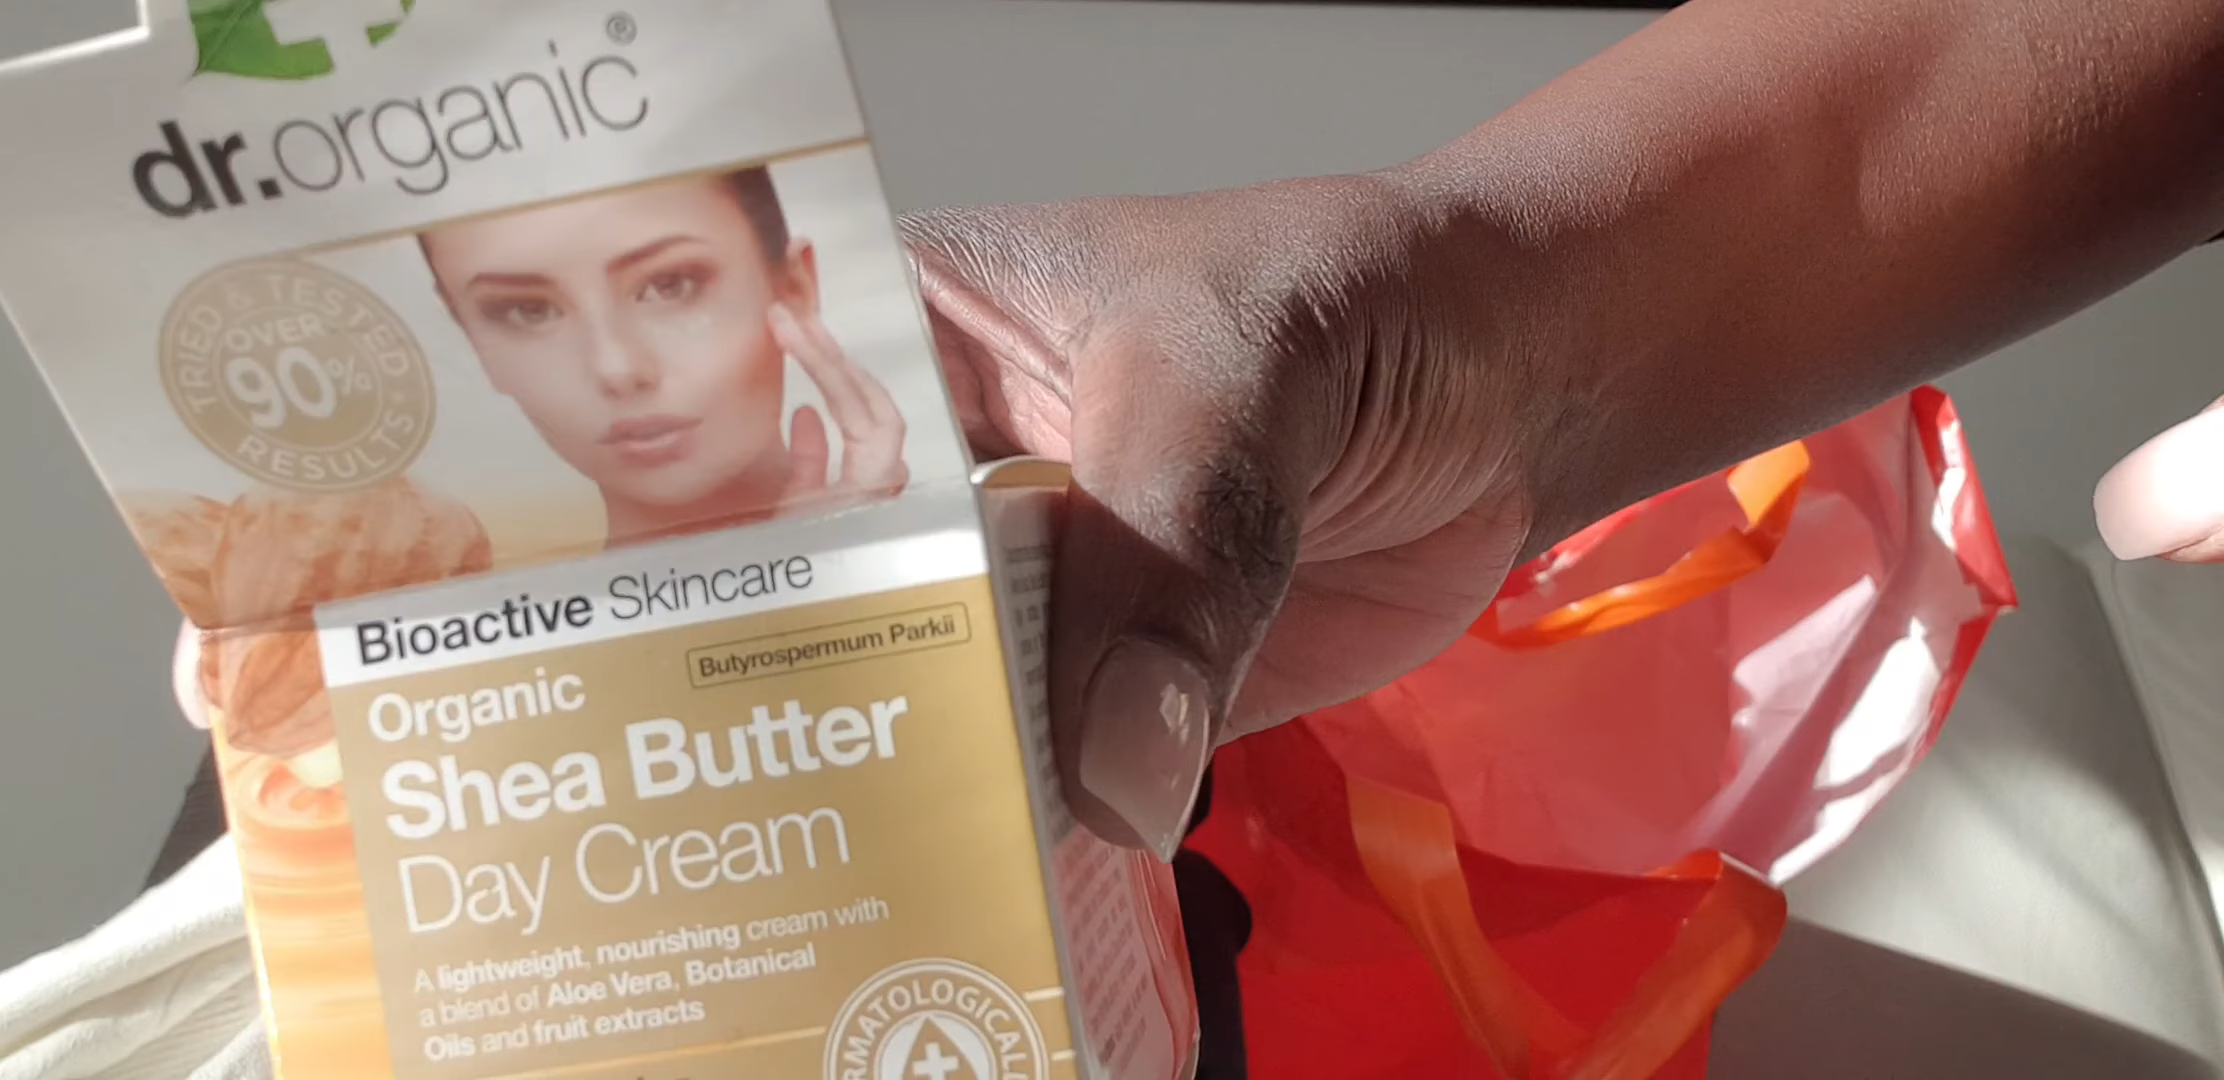 dr.organic®
TRIED & TESTED
OVER
90%
RESULTS
Bioactive Skincare
Butyrospermum Parkii
Organic
Shea Butter
Day Cream
A lightweight, nourishing cream with
a blend of Aloe Vera, Botanical
Oils and fruit extracts